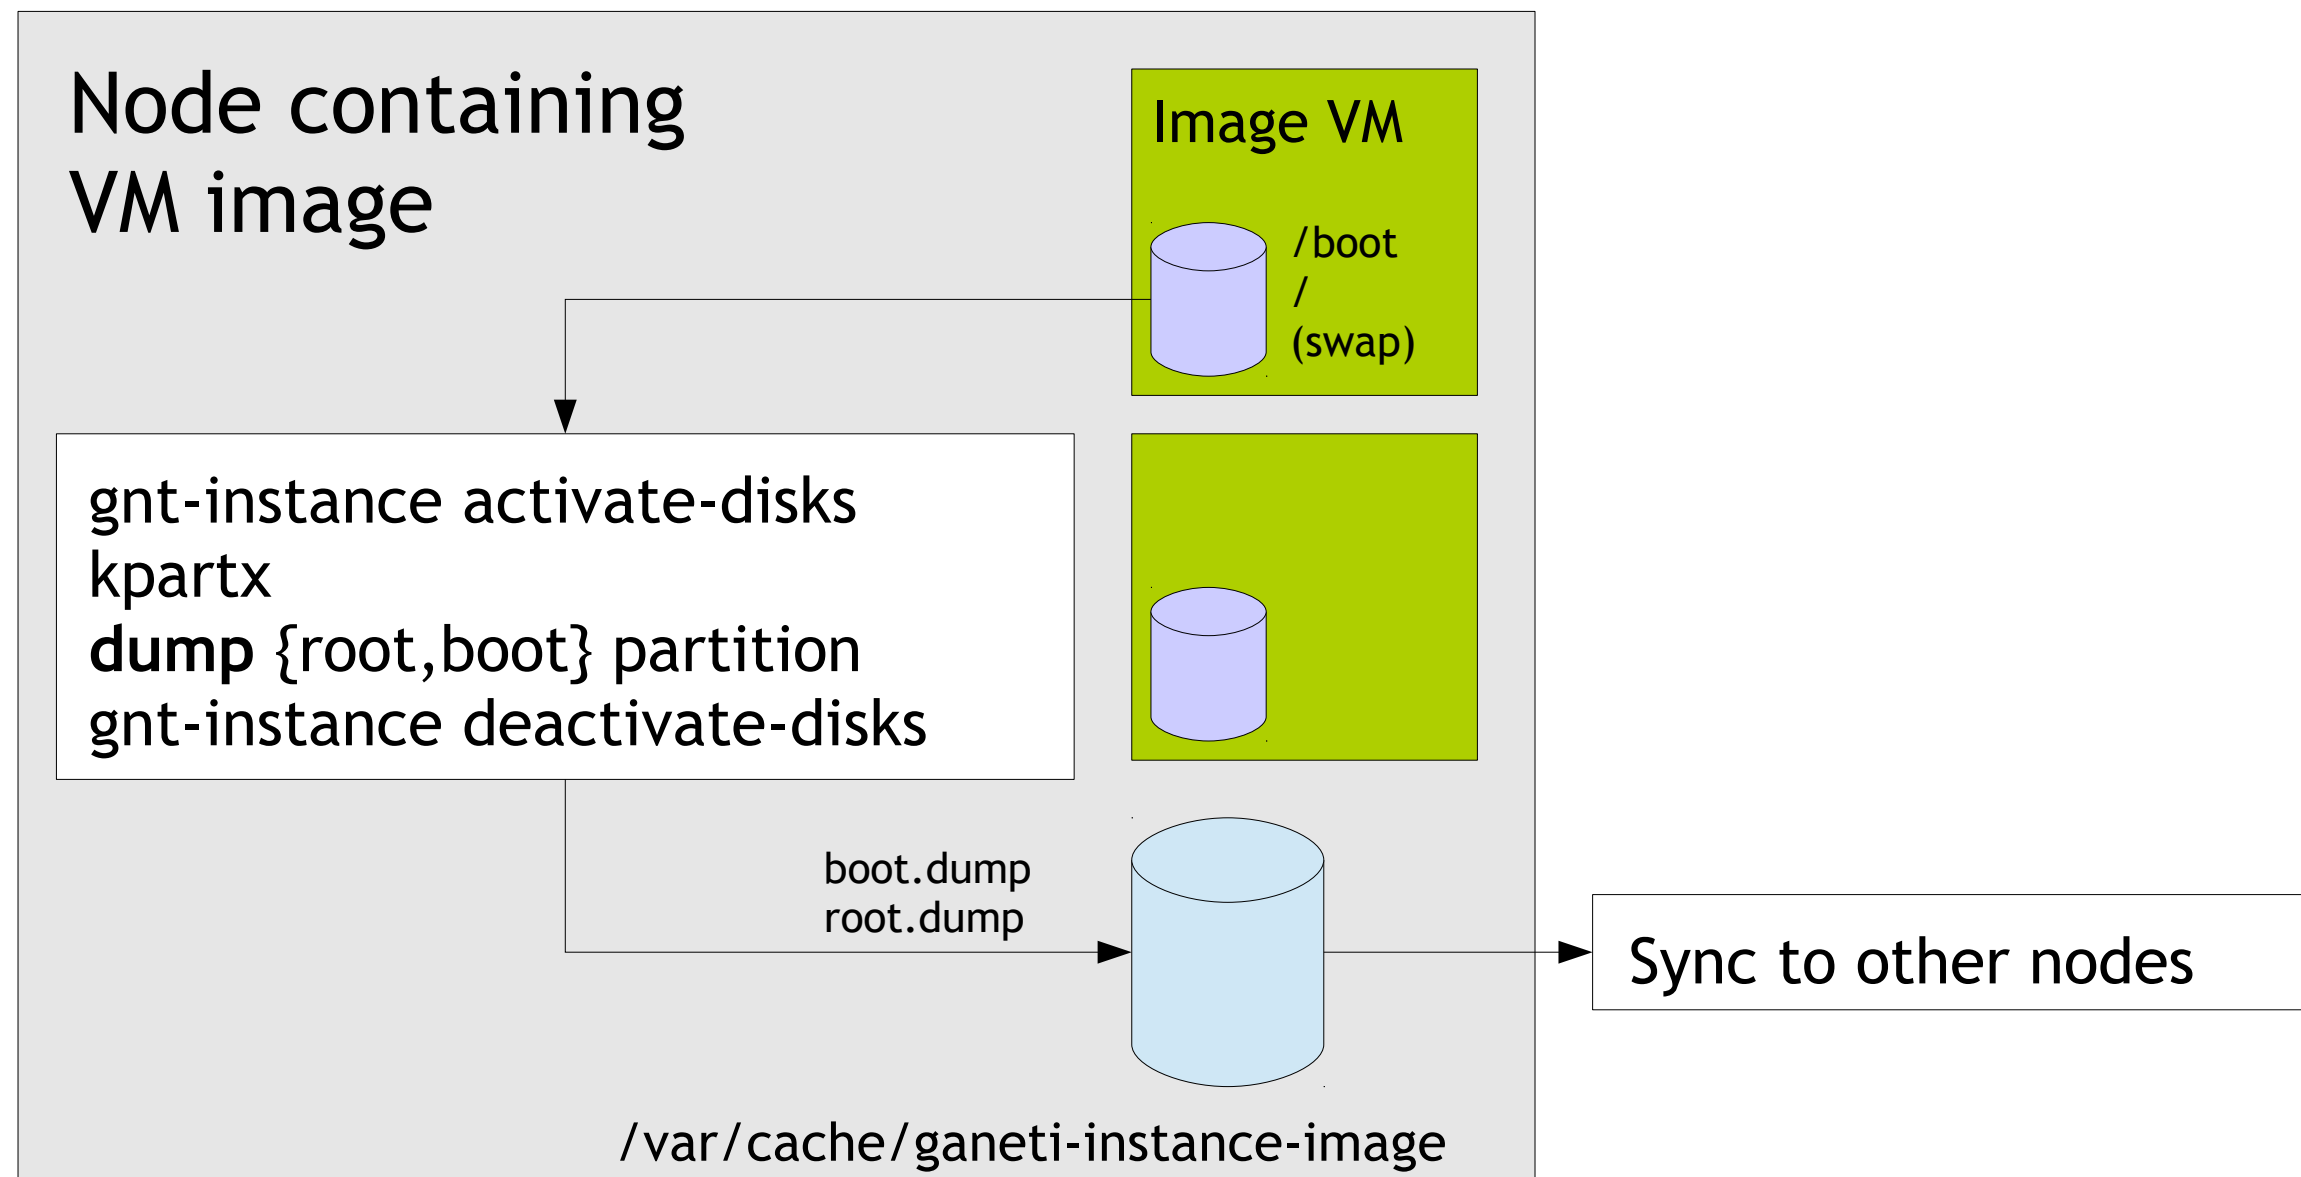 Node containing
VM image
Image VM
/boot
/
(swap)
gnt-instance activate-disks
kpartx
dump {root,boot} partition
gnt-instance deactivate-disks
boot.dump
root.dump
Sync to other nodes
/var/cache/ganeti-instance-image